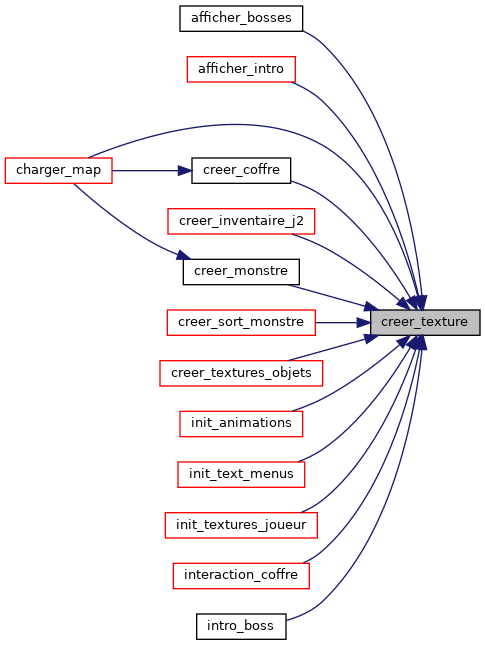 afficher_bosses
afficher_intro
charger_map
creer_coffre
creer_inventaire_j2
creer_monstre
creer_texture
creer_sort_monstre
creer_textures_objets
init_animations
init_text_menus
init_textures_joueur
interaction_coffre
intro_boss